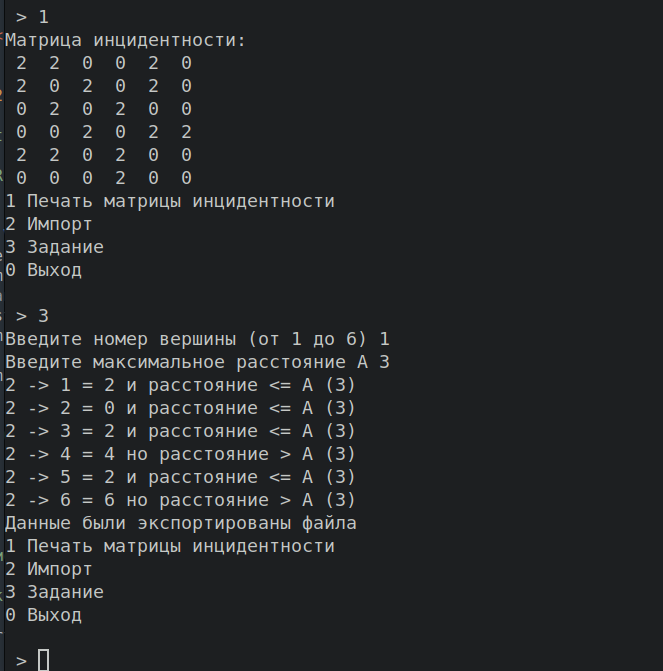 > 1
Матрица инцидентности:
2 2 0 0 2 0
2 0 2 0 2 0
0 2 0 2 0 0
0 0 2 0 2 2
2 2 0 2 0 0
0 0 0 2 0 0
1 Печать матрицы инцидентности
2 Импорт
3 Задание
0 Выход
> 3
Введите номер вершины (от 1 до 6) 1
Введите максимальное расстояние А 3
2 -> 1 = 2 и расстояние <= А (3)
2 -> 2 = 0 и расстояние <= А (3)
2 -> 3 = 2 и расстояние <= А (3)
2 -> 4 = 4 но расстояние > А (3)
2 -> 5 = 2 и расстояние <= А (3)
2 -> 6 = 6 но расстояние > А (3)
Данные были экспортированы файла
1 Печать матрицы инцидентности
2 Импорт
3 Задание
0 Выход
>